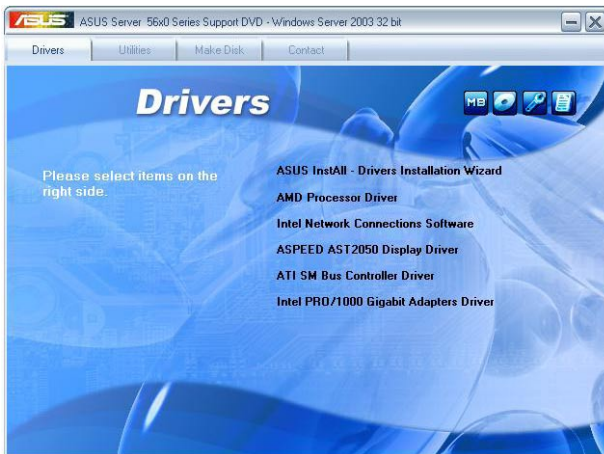 ASUS ASUS Server 56x0 Series Support DVD - Windows Server 2003 32 bit
Drivers Utilities Make Disk Contact
Drivers
MB
Please select items on the
right side.
ASUS InstAll - Drivers Installation Wizard
AMD Processor Driver
Intel Network Connections Software
ASPEED AST2050 Display Driver
ATI SM Bus Controller Driver
Intel PRO/1000 Gigabit Adapters Driver